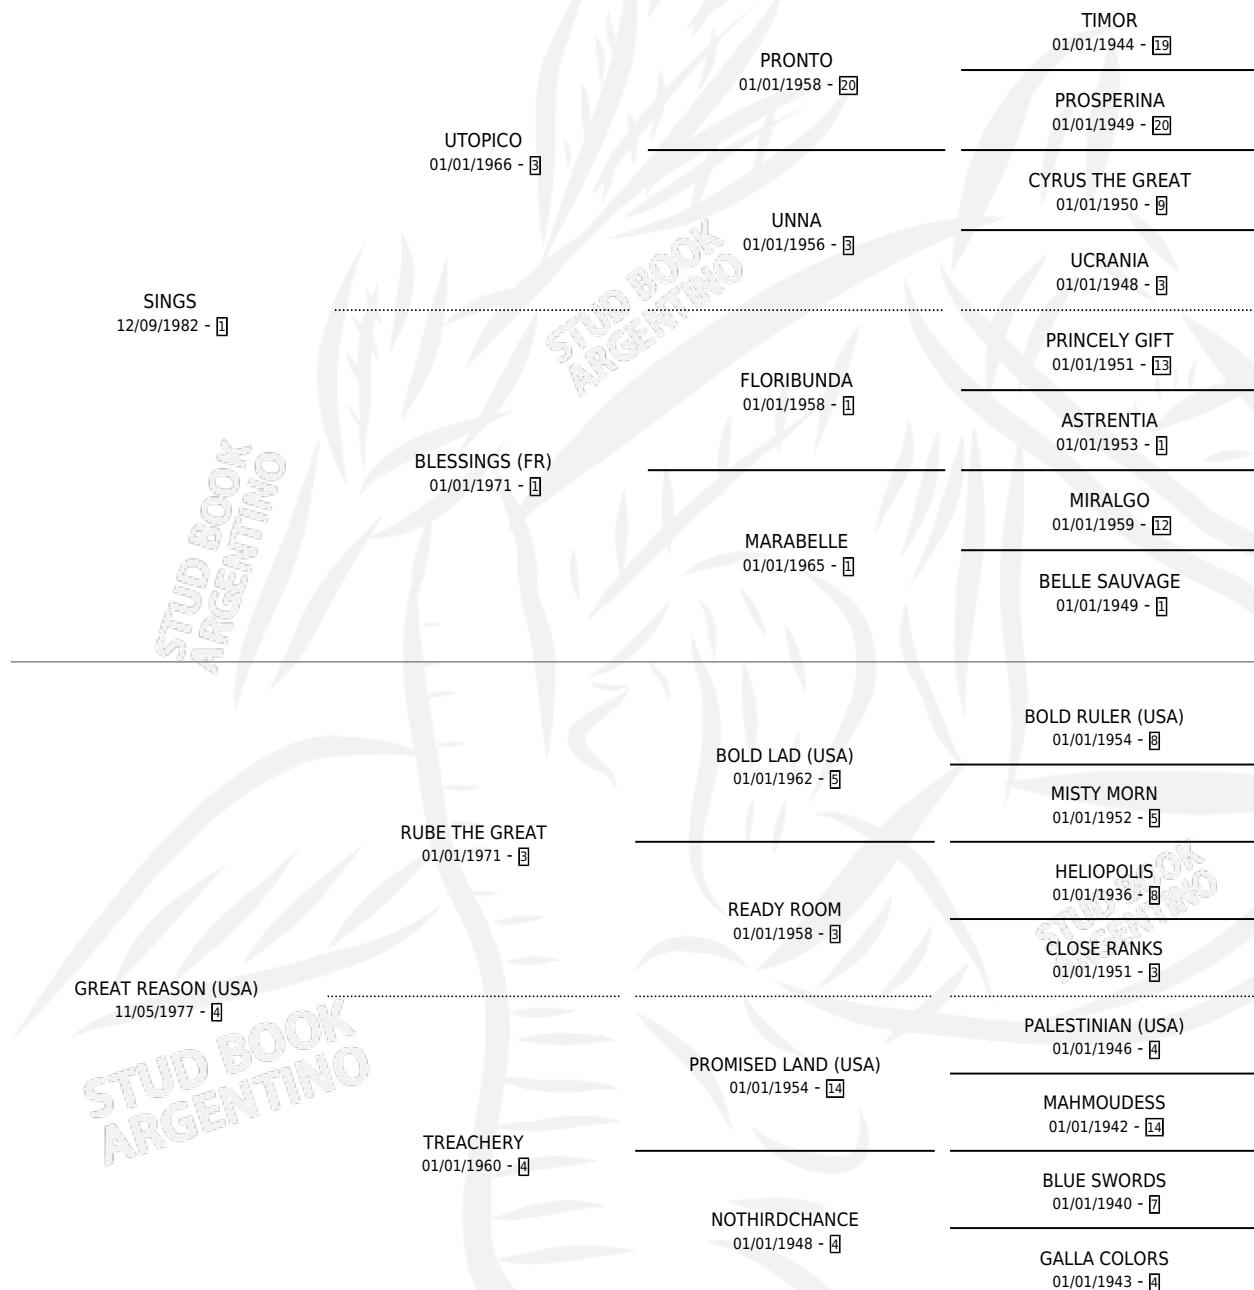 TIMOR
01/01/1944 - 19
PRONTO
01/01/1958 - 20
PROSPERINA
01/01/1949 - 20
UTOPICO
01/01/1966 - 3
CYRUS THE GREAT
01/01/1950 - 9
UNNA
01/01/1956 - 3
UCRANIA
01/01/1948 - 3
SINGS
12/09/1982 - 1
PRINCELY GIFT
01/01/1951 - 13
FLORIBUNDA
01/01/1958 - 1
ASTRENTIA
01/01/1953 - 1
BLESSINGS (FR)
01/01/1971 - 1
MIRALGO
01/01/1959 - 12
MARABELLE
01/01/1965 - 1
BELLE SAUVAGE
01/01/1949 - 1
STUD BOOK
ARGENTINO
STUD BOOK
ARGENTINO
BOLD RULER (USA)
01/01/1954 - 8
BOLD LAD (USA)
01/01/1962 - 5
MISTY MORN
01/01/1952 - 5
RUBE THE GREAT
01/01/1971 - 3
HELIOPOLIS
01/01/1936 - 8
READY ROOM
01/01/1958 - 3
CLOSE RANKS
01/01/1951 - 3
STUD BOOK
ARGENTINO
GREAT REASON (USA)
11/05/1977 - 4
PALESTINIAN (USA)
01/01/1946 - 4
PROMISED LAND (USA)
01/01/1954 - 14
MAHMOUDESS
01/01/1942 - 14
STUD BOOK
ARGENTINO
TREACHERY
01/01/1960 - 4
BLUE SWORDS
01/01/1940 - 7
NOTHIRDCHANCE
01/01/1948 - 4
GALLA COLORS
01/01/1943 - 4